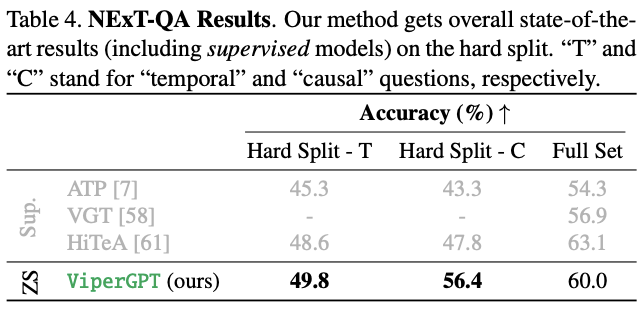 Table 4. NExT-QA Results. Our method gets overall state-of-the-
art results (including supervised models) on the hard split. “T” and
“C” stand for “temporal” and “causal” questions, respectively.
Accuracy (%) ↑
Hard Split - T Hard Split - C Full Set
Sup.
ATP [7] 45.3 43.3 54.3
VGT [58] - - 56.9
HiTeA [61] 48.6 47.8 63.1
ZS ViperGPT (ours) 49.8 56.4 60.0